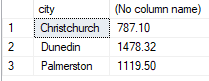 city (No column name)
1 Christchurch 787.10
2 Dunedin 1478.32
3 Palmerston 1119.50